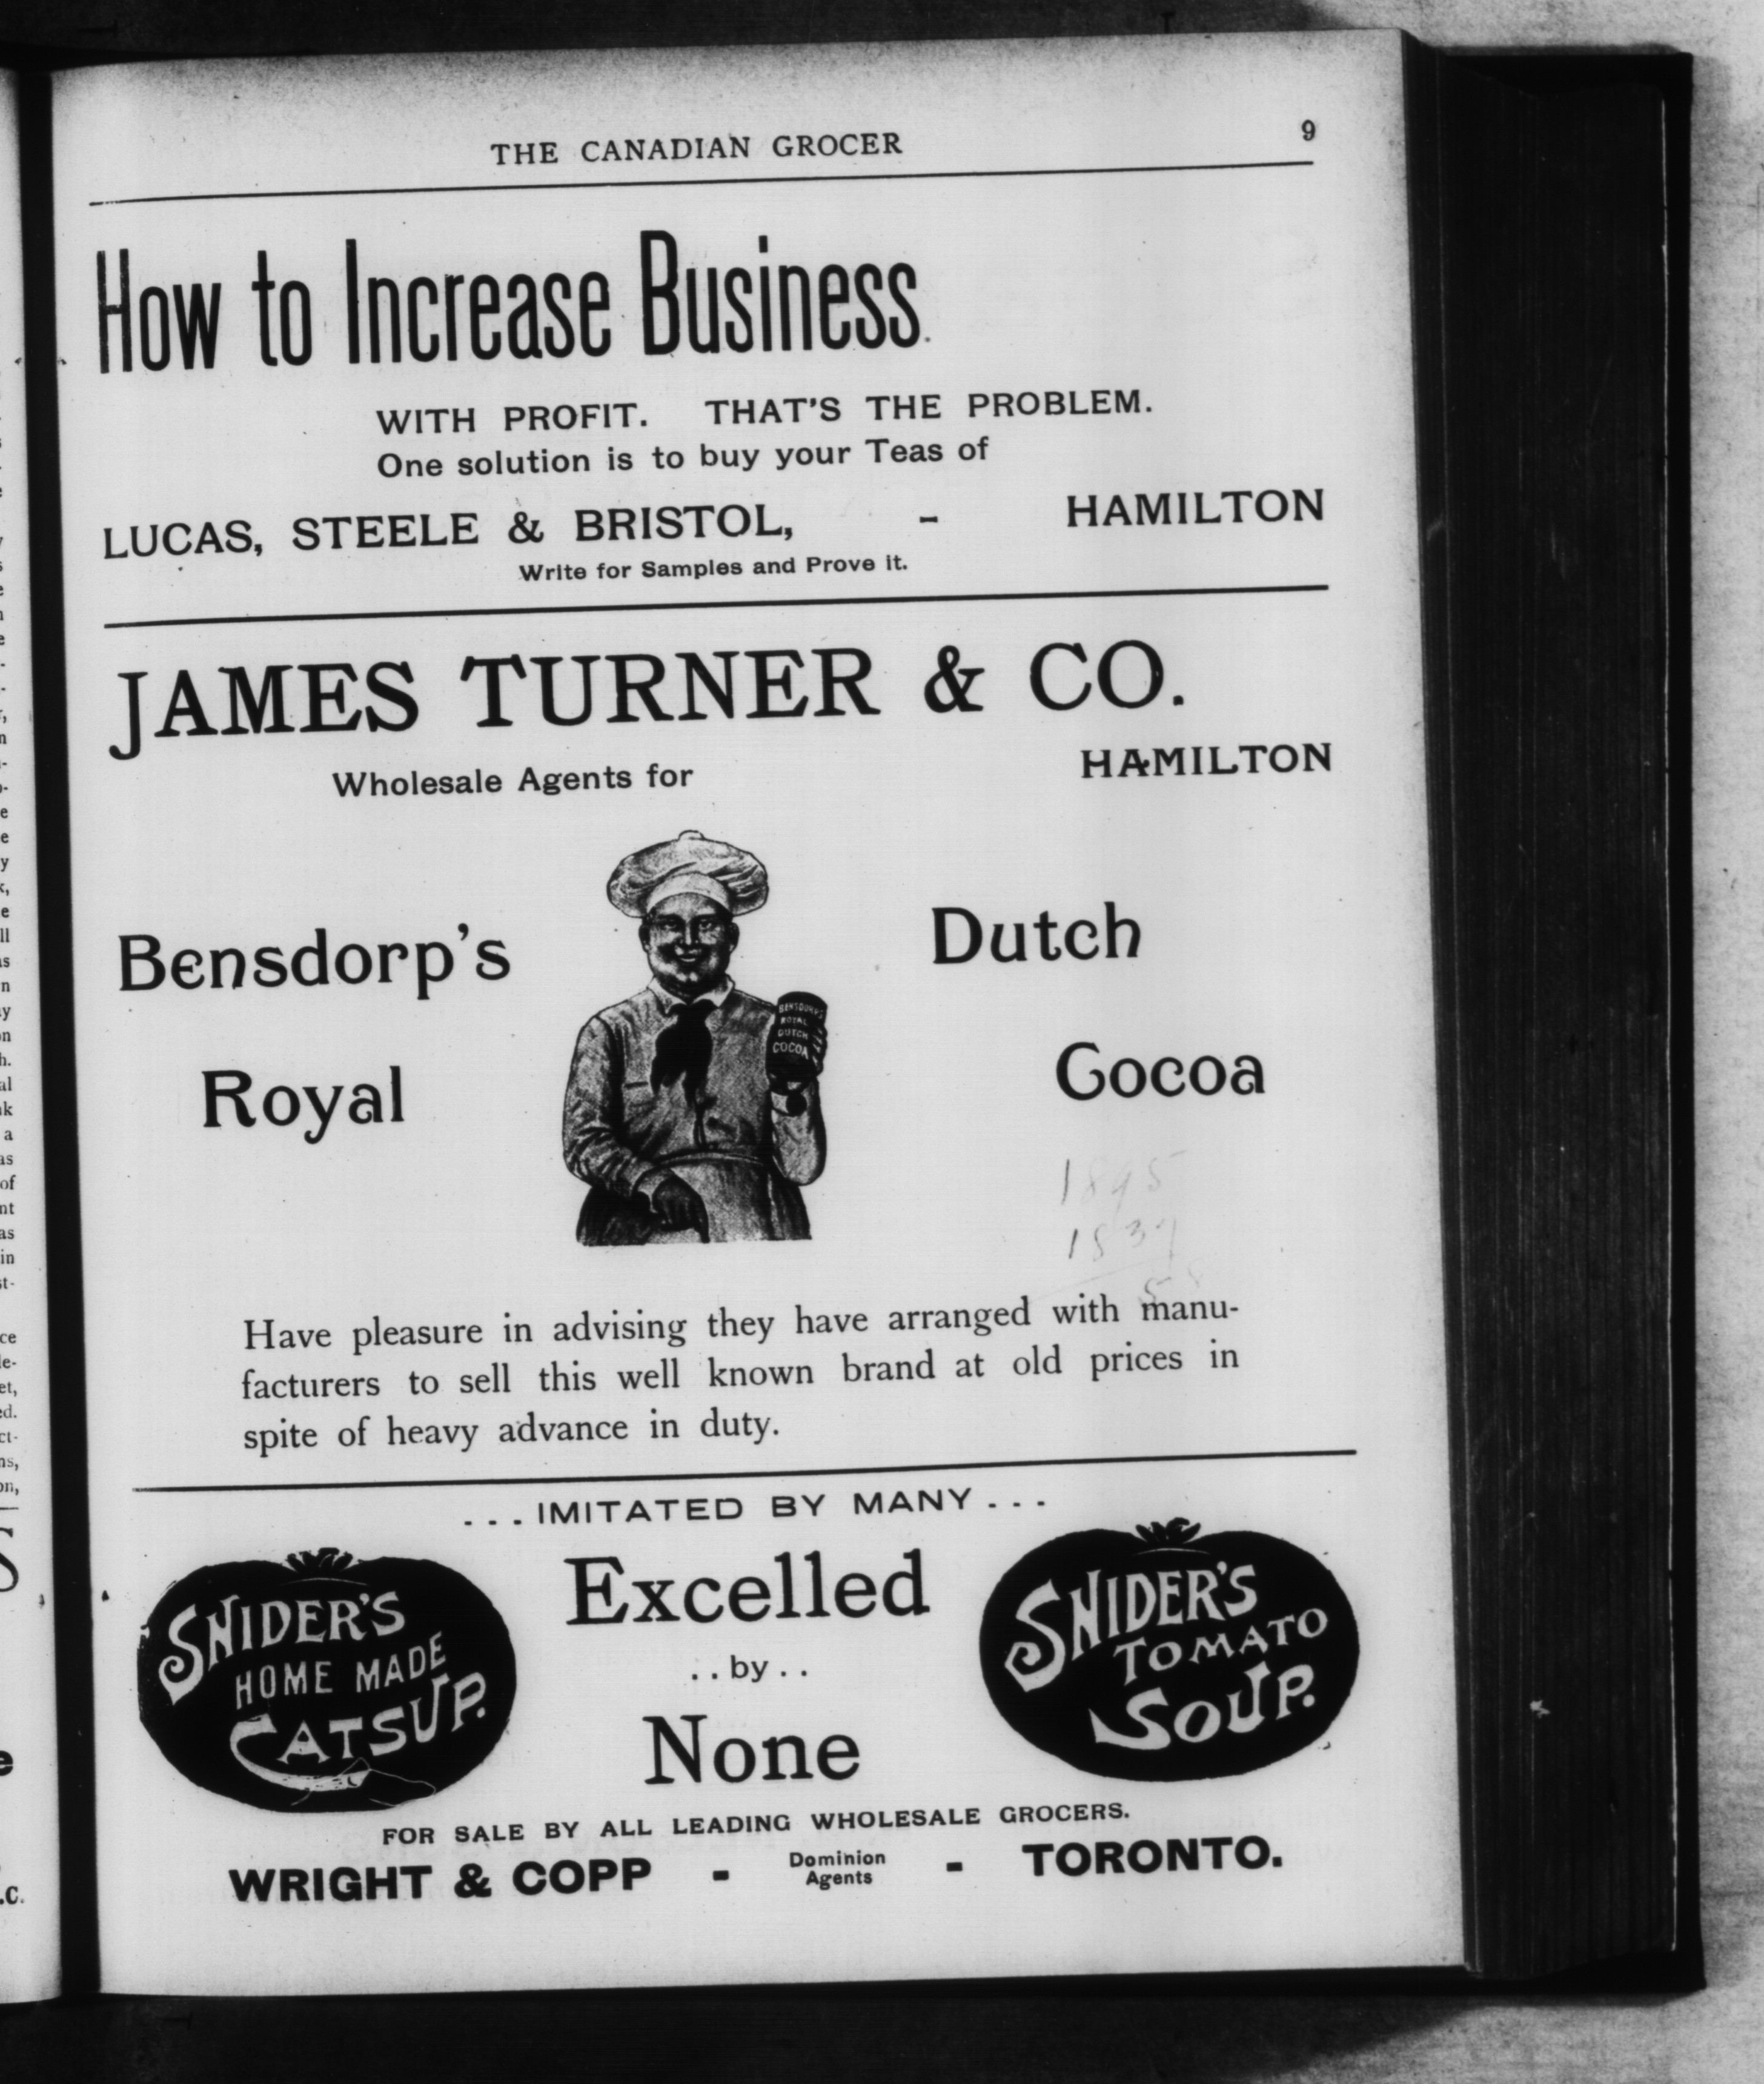 THE CANADIAN GROCER 9
How to Increase Business.
WITH PROFIT. THAT'S THE PROBLEM.
One solution is to buy your Teas of
LUCAS, STEELE & BRISTOL, - HAMILTON
Write for Samples and Prove it.
JAMES TURNER & CO.
Wholesale Agents for HAMILTON
Bensdorp's Dutch
BENSDORP'S
ROYAL
DUTCH
COCOA
Royal Cocoa
1895
1837
58
Have pleasure in advising they have arranged with manu-
facturers to sell this well known brand at old prices in
spite of heavy advance in duty.
...IMITATED BY MANY...
SNIDER'S
HOME MADE
CATSUP.
Excelled
..by..
None
SNIDER'S
TOMATO
SOUP.
FOR SALE BY ALL LEADING WHOLESALE GROCERS.
WRIGHT & COPP - Dominion Agents - TORONTO.